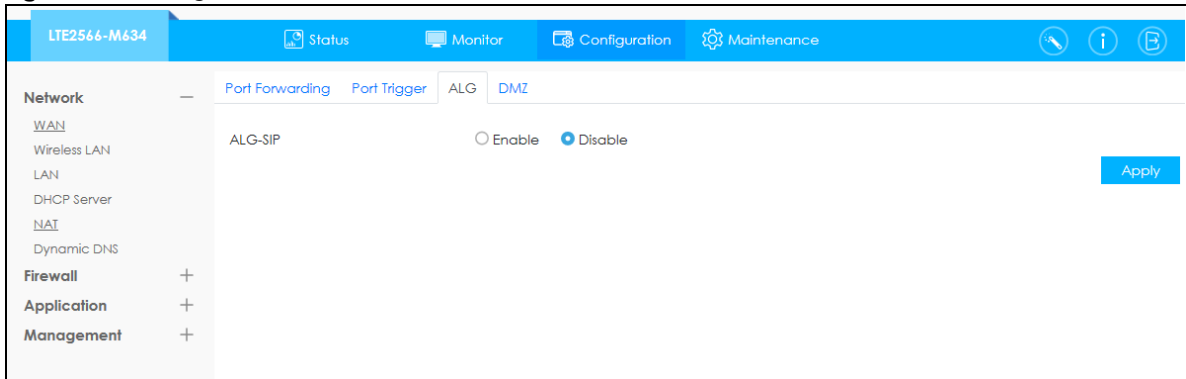 LTE2566-M634
Status Monitor Configuration Maintenance
Network
WAN
Wireless LAN
LAN
DHCP Server
NAT
Dynamic DNS
Firewall
Application
Management
Port Forwarding Port Trigger ALG DMZ
ALG-SIP Enable Disable
Apply